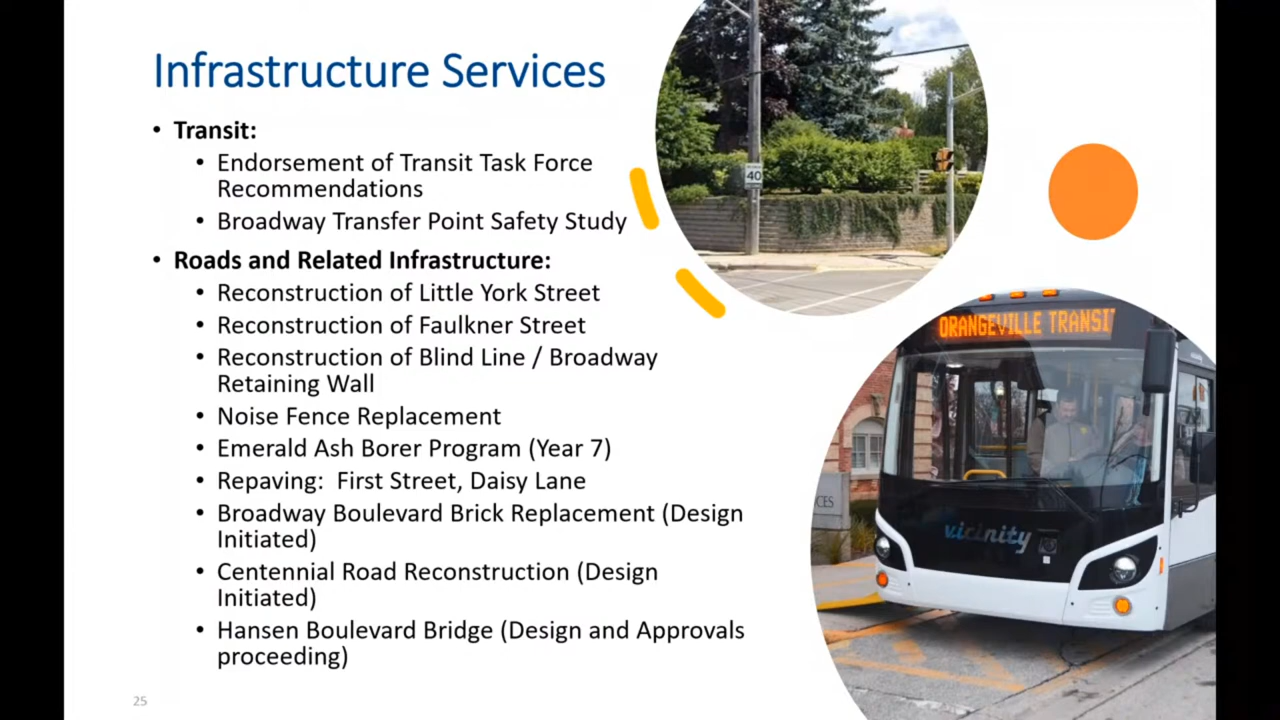 Infrastructure Services
• Transit:
• Endorsement of Transit Task Force
Recommendations
• Broadway Transfer Point Safety Study
• Roads and Related Infrastructure:
• Reconstruction of Little York Street
• Reconstruction of Faulkner Street
• Reconstruction of Blind Line / Broadway
Retaining Wall
• Noise Fence Replacement
• Emerald Ash Borer Program (Year 7)
• Repaving:  First Street, Daisy Lane
• Broadway Boulevard Brick Replacement (Design
Initiated)
• Centennial Road Reconstruction (Design
Initiated)
• Hansen Boulevard Bridge (Design and Approvals
proceeding)
25
40
ORANGEVILLE TRANSIT
CES
vicinity